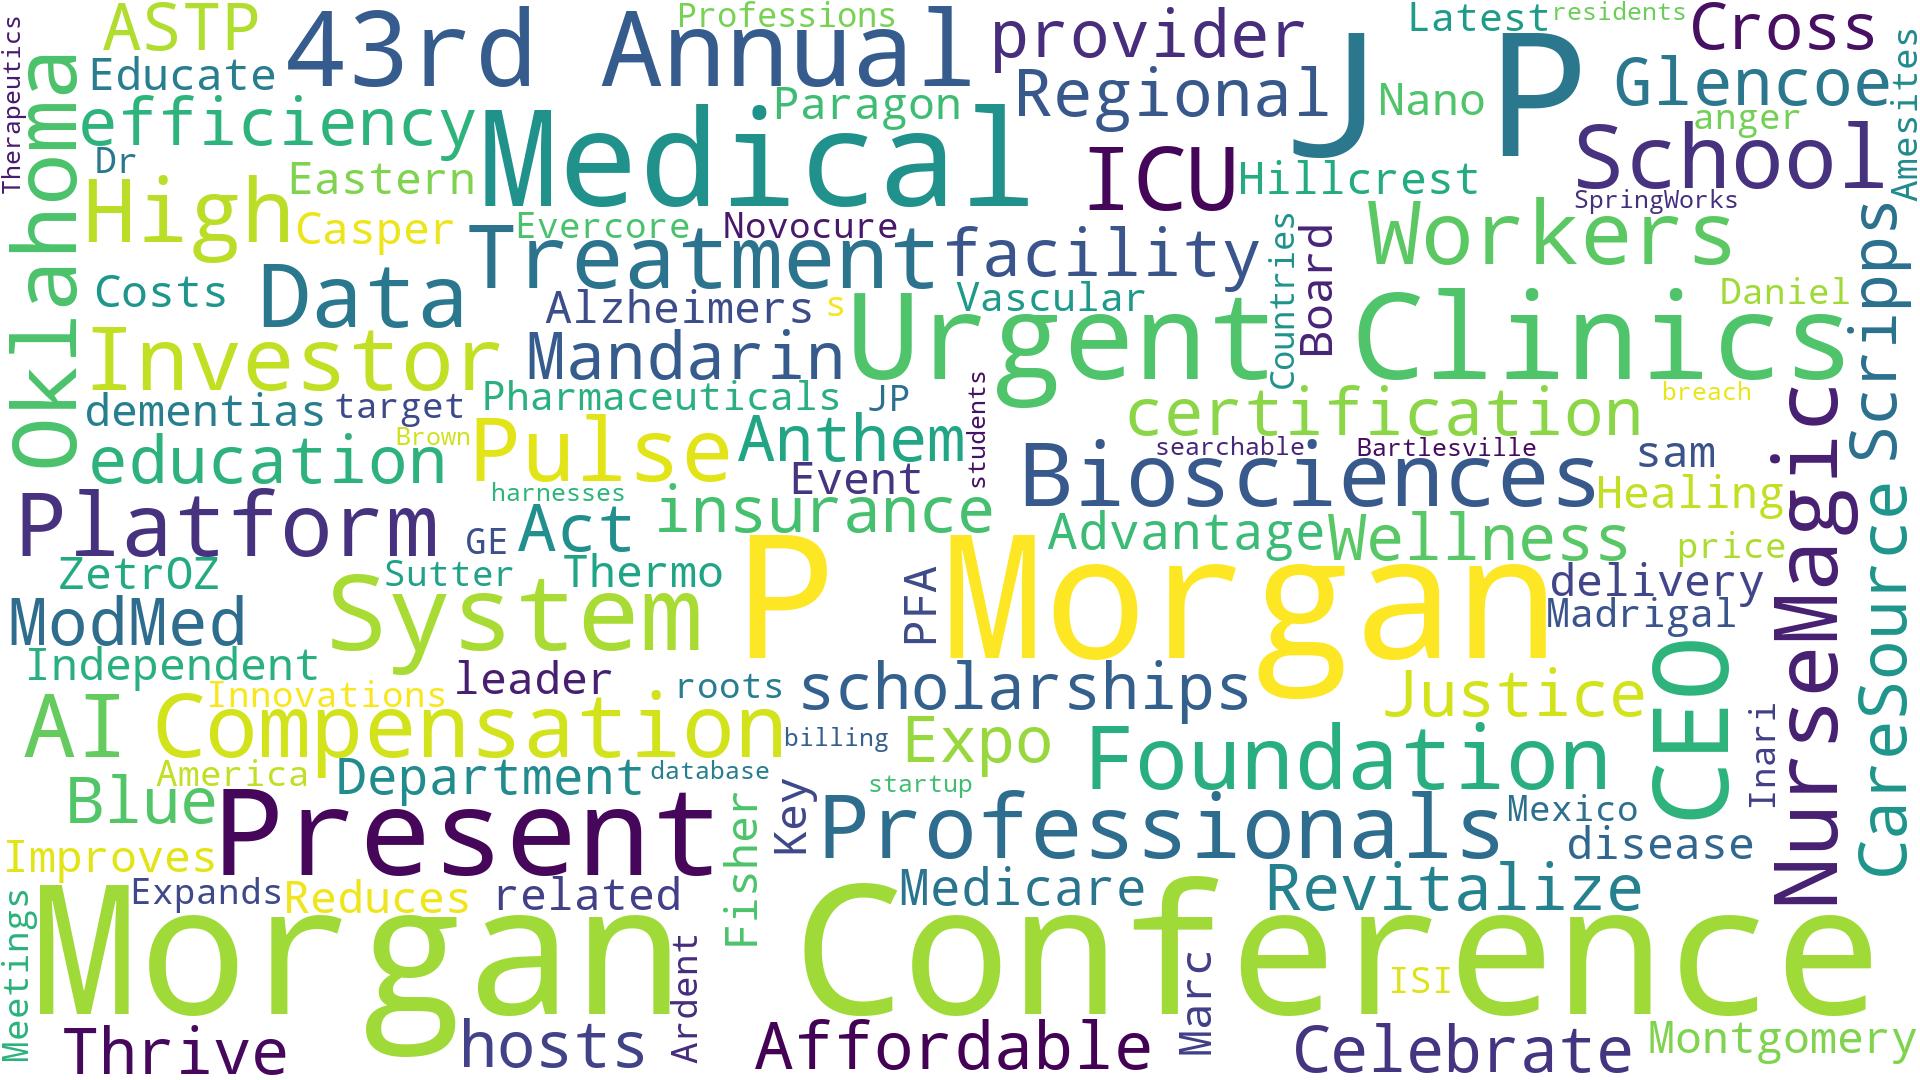 Therapeutics
ASTP
43rd Annual
Professions
provider
Latest
residents
Cross
Amesites
Oklahoma
Educate
Regional
J P
Nano
Glencoe
efficiency
Paragon
anger
Dr
Medical
ICU
School
High
Eastern
Hillcrest
SpringWorks
Casper
Evercore
Novocure
Treatment
facility
Countries
Board
Workers
Scripps
Costs
Data
Alzheimers
s
Vascular
Daniel
Investor
Mandarin
Urgent Clinics
dementias
target
Pharmaceuticals
JP
students
certification
breach
NurseMagic
education
Brown
Pulse
Anthem
Event
searchable
Bartlesville
sam
Biosciences
Healing
Platform
harnesses
insurance
GE
Act
Advantage
Wellness
price
CareSource
ZetrOZ
Sutter
Thermo
System
P Morgan
PFA
delivery
Madrigal
ModMed
Independent
leader
roots
scholarships
Justice
CEO
Innovations
AI
Compensation
billing
Expo
Foundation
Inari
America
Department
database
startup
Blue
Present
Fisher
Key
Professionals
Mexico
disease
Improves
Expands
Reduces
related
Medicare
Revitalize
Meetings
Morgan
Conference
Ardent
Marc
ISI
Thrive
hosts
Affordable
Celebrate
Montgomery